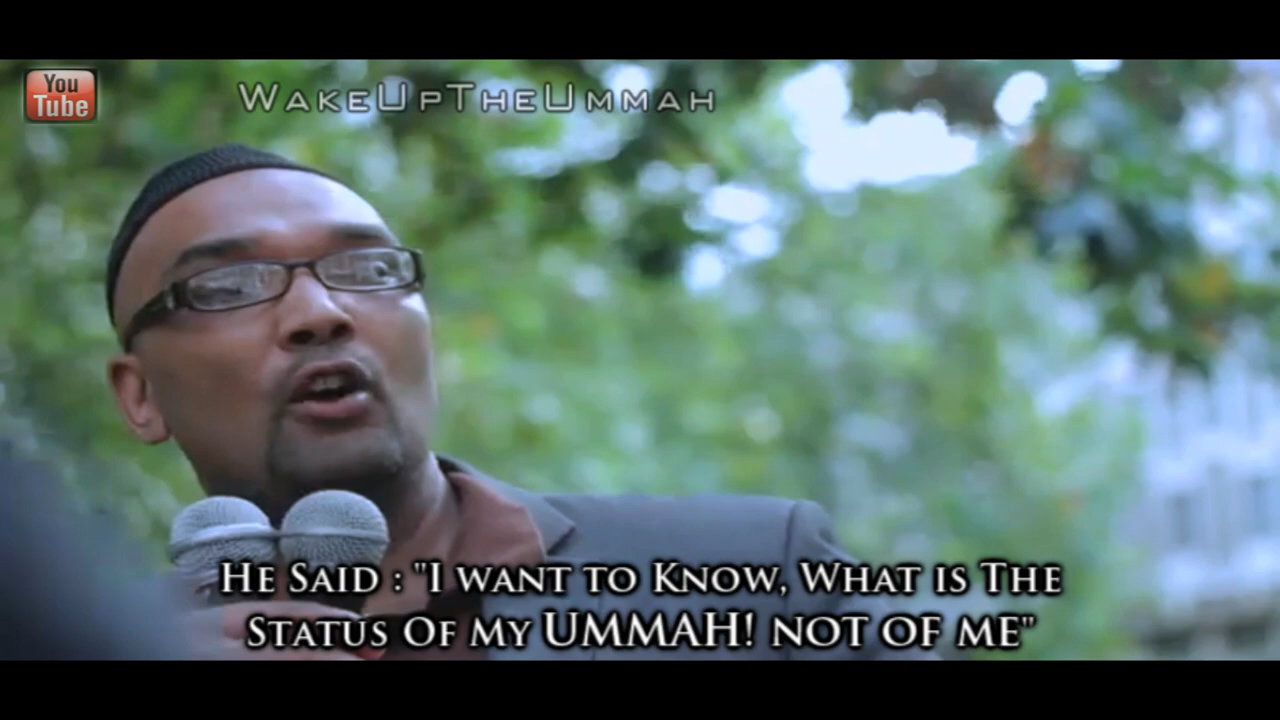 You
Tube
WakeUpTheUmmah
He Said : "I want to Know, What is The
Status Of My UMMAH! not of me"